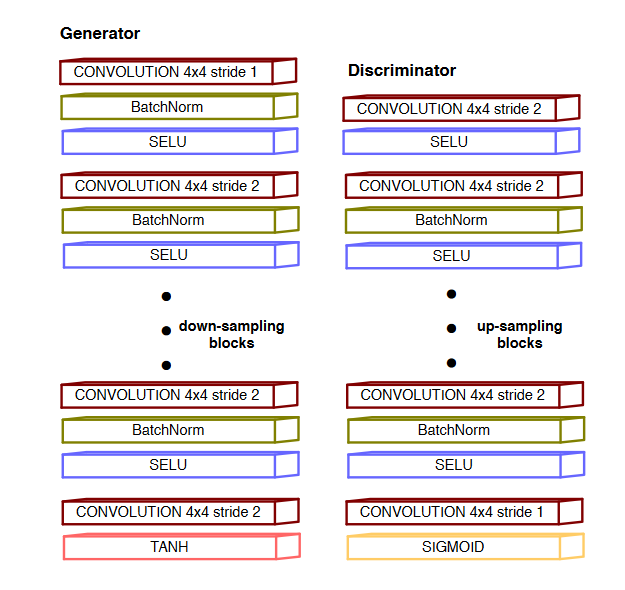 Generator
CONVOLUTION 4x4 stride 1
BatchNorm
SELU
CONVOLUTION 4x4 stride 2
BatchNorm
SELU
down-sampling
blocks
CONVOLUTION 4x4 stride 2
BatchNorm
SELU
CONVOLUTION 4x4 stride 2
TANH
Discriminator
CONVOLUTION 4x4 stride 2
SELU
CONVOLUTION 4x4 stride 2
BatchNorm
SELU
up-sampling
blocks
CONVOLUTION 4x4 stride 2
BatchNorm
SELU
CONVOLUTION 4x4 stride 1
SIGMOID